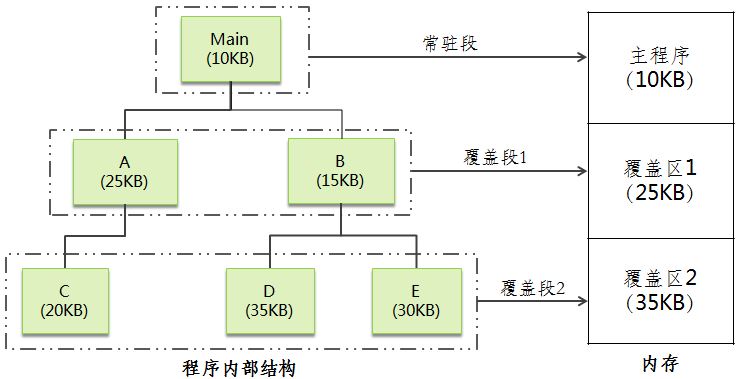 Main
(10KB)
常驻段
主程序
(10KB)
A
(25KB)
B
(15KB)
覆盖段1
覆盖区1
(25KB)
C
(20KB)
D
(35KB)
E
(30KB)
覆盖段2
覆盖区2
(35KB)
程序内部结构
内存